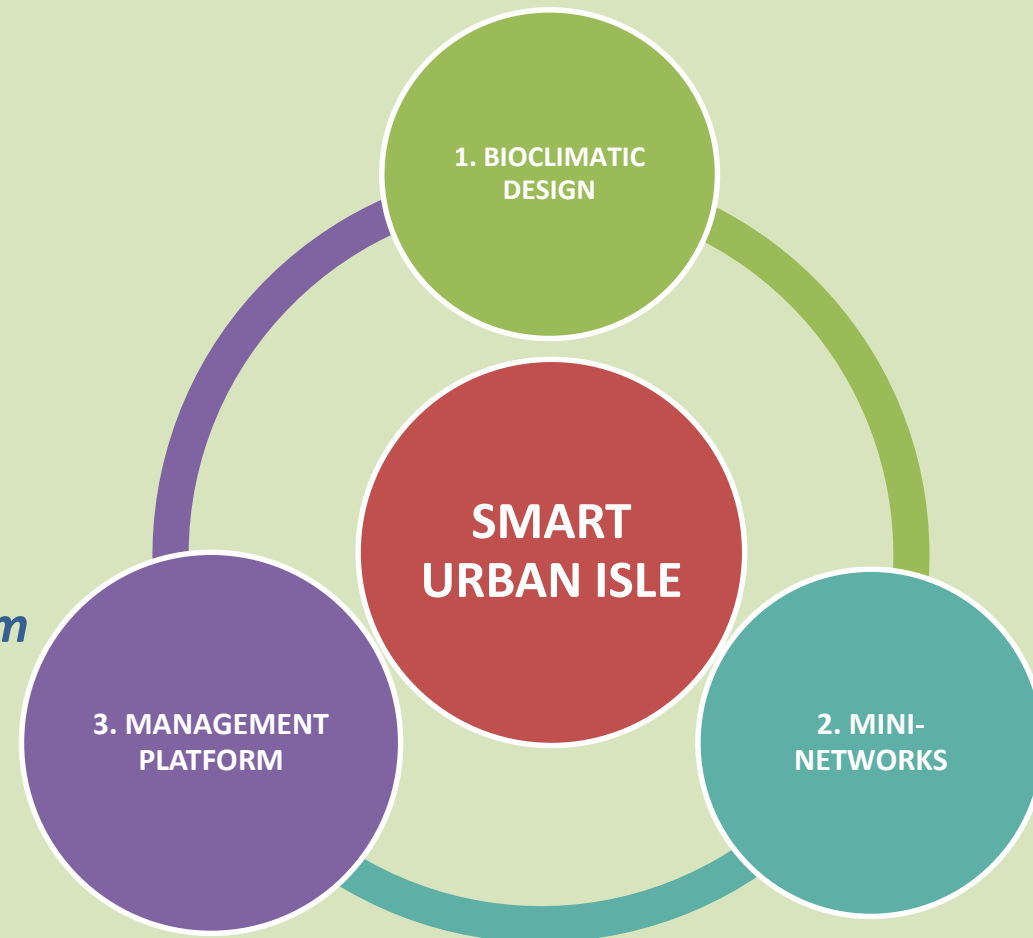 1. BIOCLIMATIC
DESIGN
SMART
URBAN ISLE
m
3. MANAGEMENT
PLATFORM
2. MINI-
NETWORKS